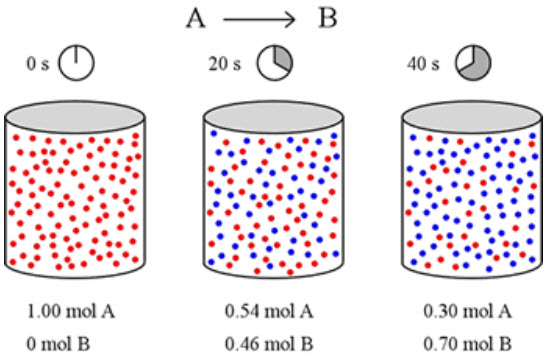 A → B
0 s
20 s
40 s
1.00 mol A
0 mol B
0.54 mol A
0.46 mol B
0.30 mol A
0.70 mol B